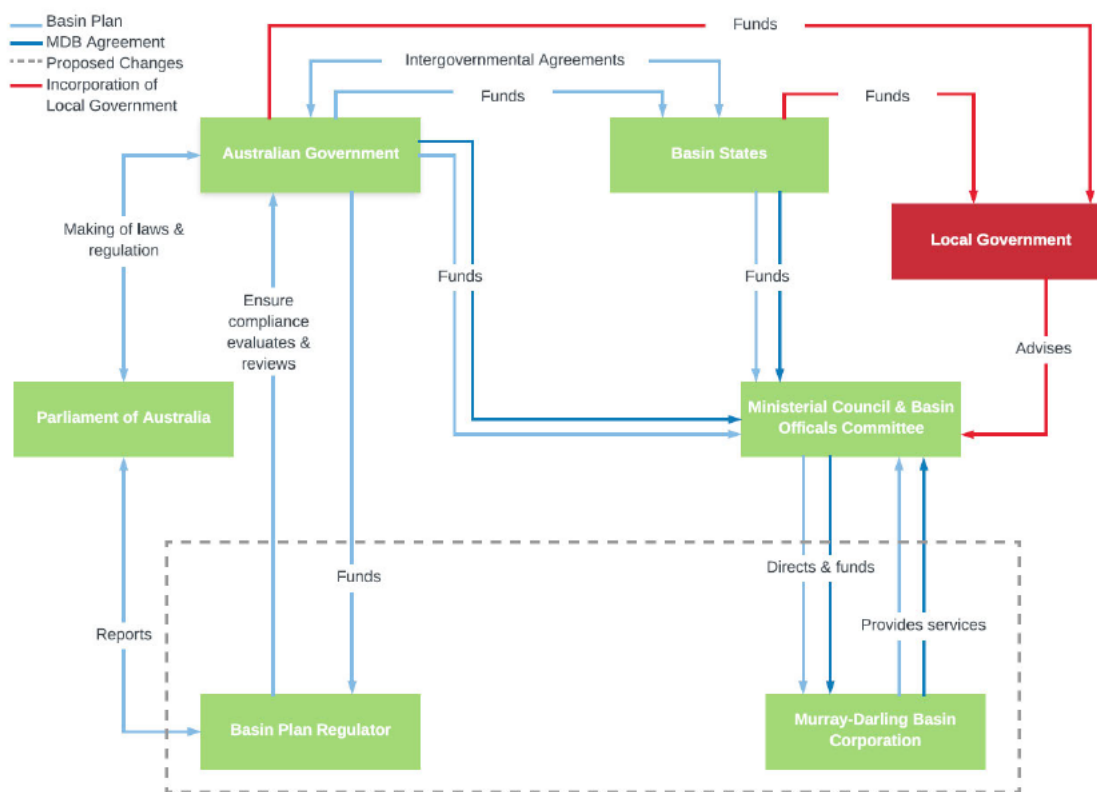 Basin Plan
MDB Agreement
Proposed Changes
Incorporation of
Local Government
Funds
Intergovernmental Agreements
Funds
Funds
Australian Government
Basin States
Local Government
Making of laws &
regulation
Funds
Funds
Ensure
compliance
evaluates &
reviews
Advises
Parliament of Australia
Ministerial Council & Basin
Officals Committee
Directs & funds
Funds
Provides services
Reports
Basin Plan Regulator
Murray-Darling Basin
Corporation